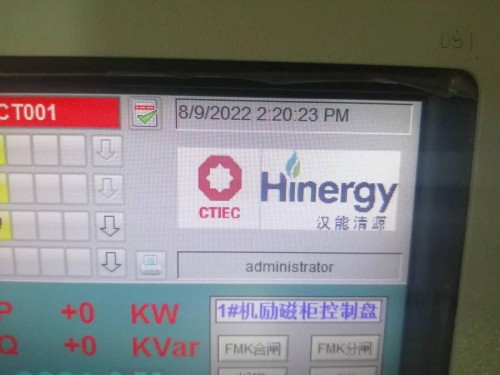 CT001
8/9/2022 2:20:23 PM
CTIEC
Hinergy
汉能清源
administrator
P +0 KW
1#机励磁柜控制盘
Q +0 KVar
FMK合闸
FMK分闸